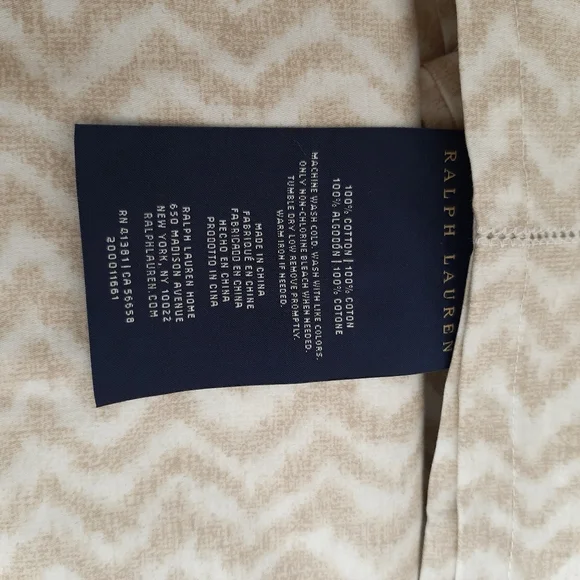 RALPH LAUREN
100% COTTON | 100% COTON
100% ALGODÓN | 100% COTONE
MACHINE WASH COLD. WASH WITH LIKE COLORS.
ONLY NON-CHLORINE BLEACH WHEN NEEDED.
TUMBLE DRY LOW REMOVE PROMPTLY.
WARM IRON IF NEEDED.
MADE IN CHINA
FABRIQUÉ EN CHINE
FABRICADO EN CHINA
HECHO EN CHINA
PRODOTTO IN CINA
RALPH LAUREN HOME
650 MADISON AVENUE
NEW YORK, NY 10022
RALPHLAUREN.COM
RN 41381 | CA 56658
200011661